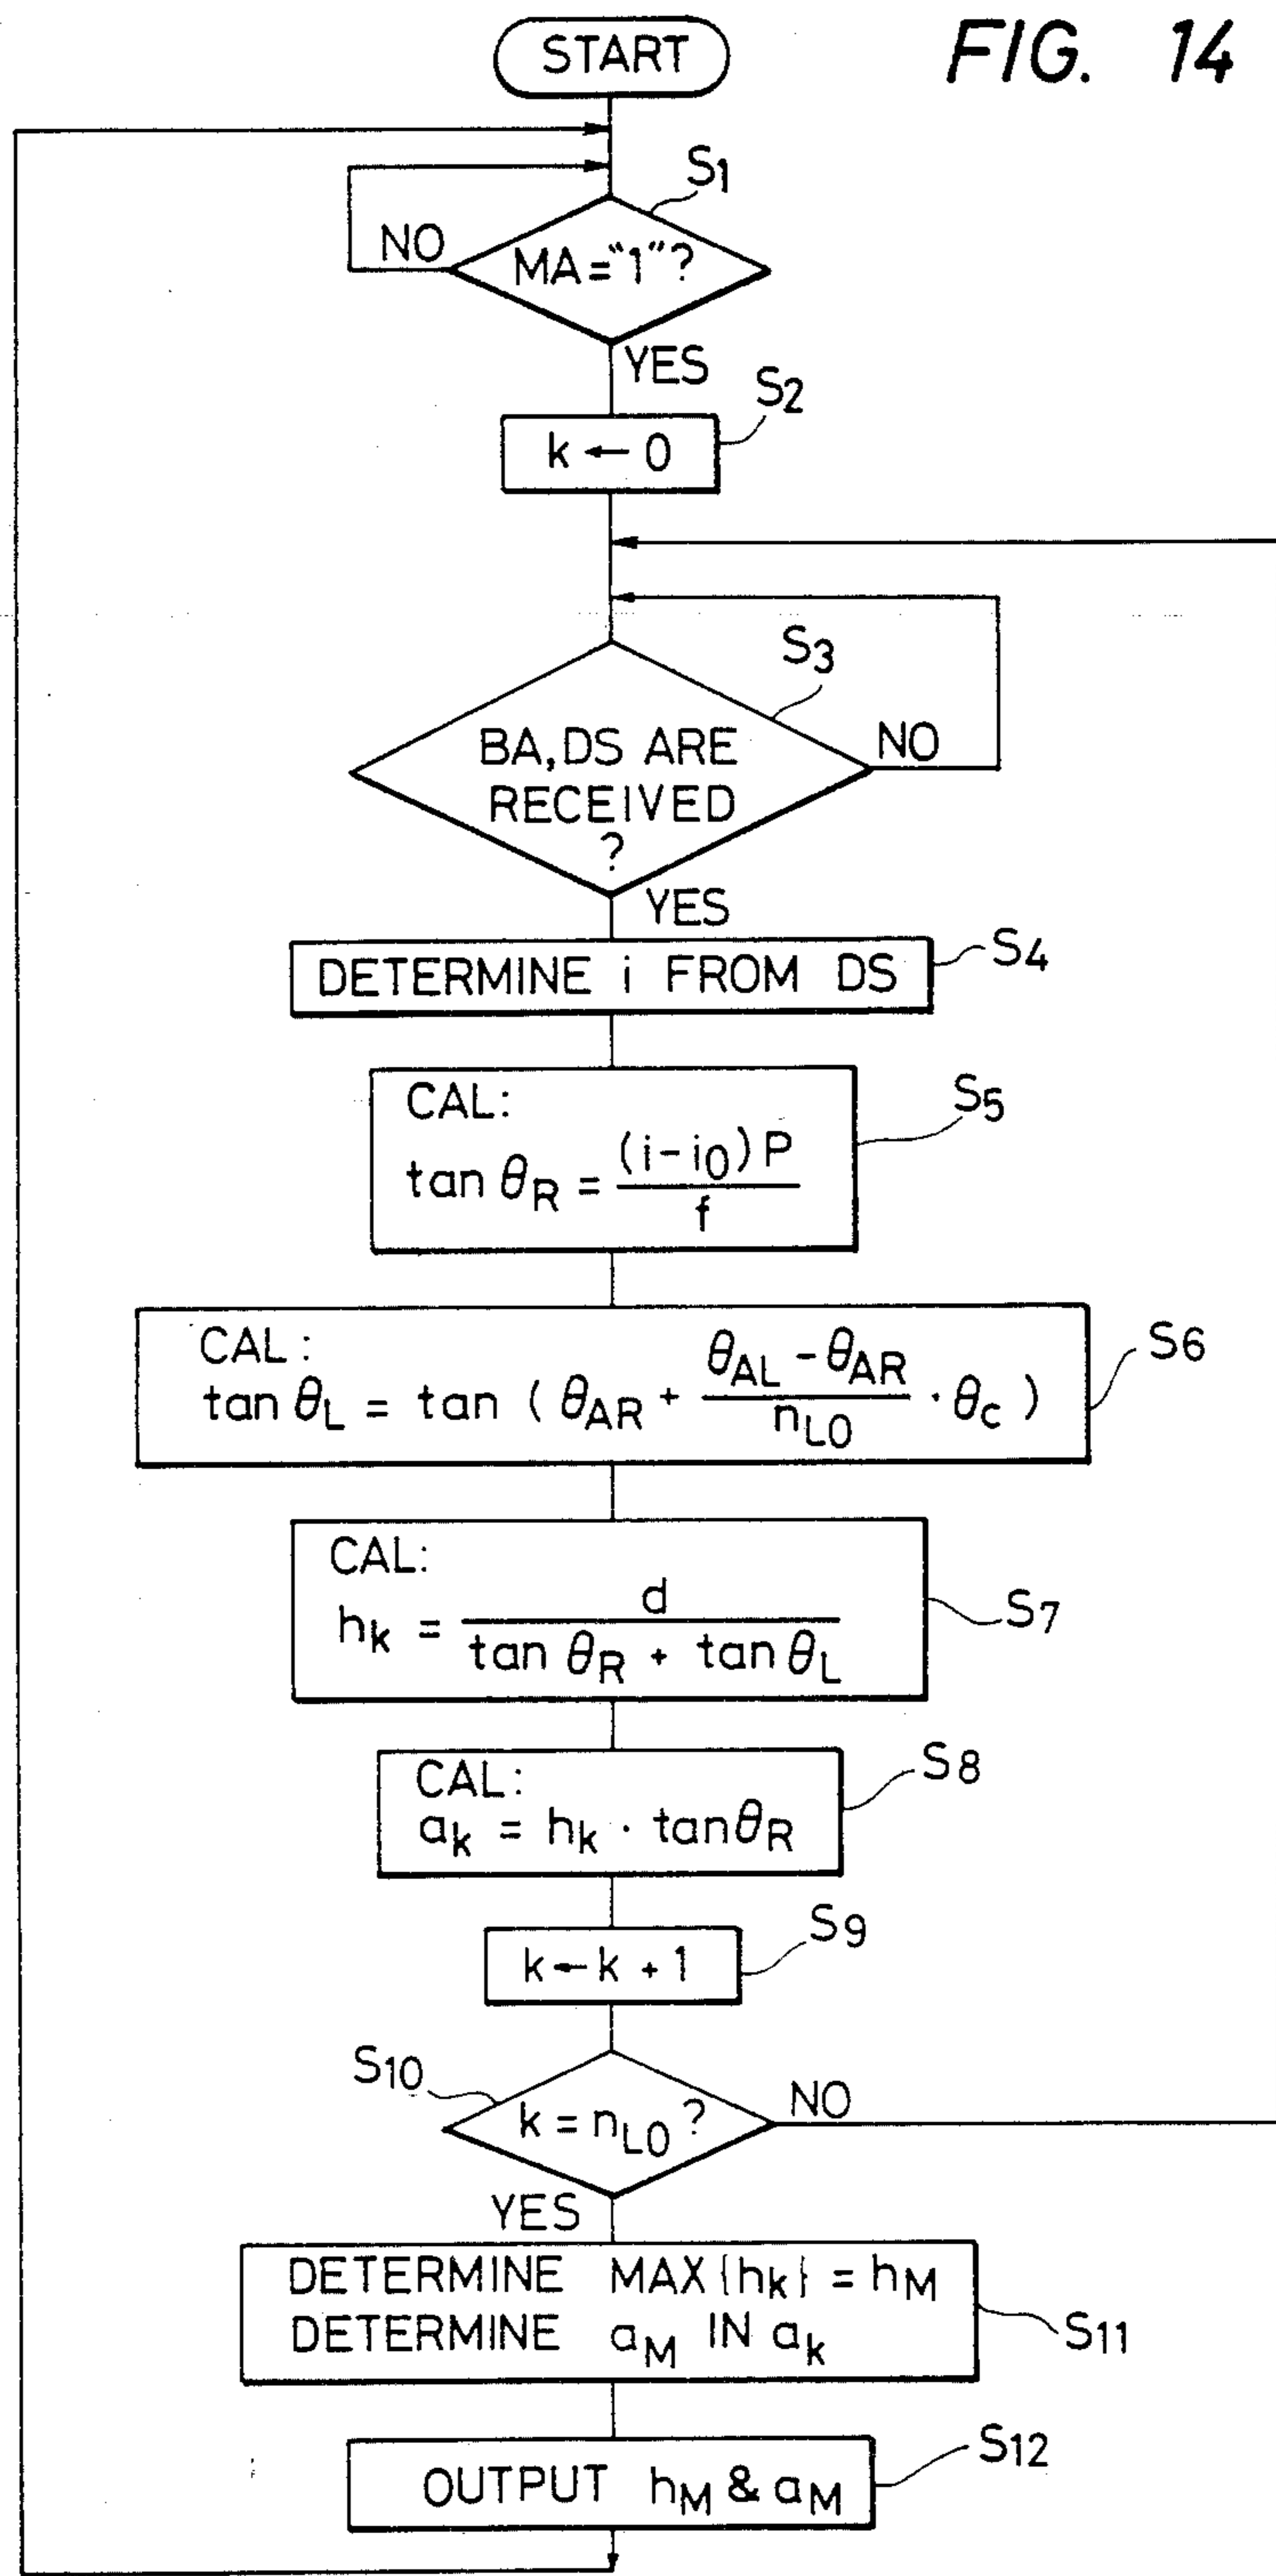 FIG. 14
START
S1
NO
MA="1"?
YES
S2
k ← 0
S3
BA,DS ARE
RECEIVED
?
NO
YES
S4
DETERMINE i FROM DS
S5
CAL:
tan θR = (i-i0)P / f
S6
CAL:
tan θL = tan ( θAR + θAL - θAR / nL0 · θc )
S7
CAL:
hk = d / tan θR + tan θL
S8
CAL:
ak = hk · tanθR
S9
k ← k + 1
S10
k = nL0 ?
NO
YES
S11
DETERMINE MAX{hk} = hM
DETERMINE aM IN ak
S12
OUTPUT hM & aM